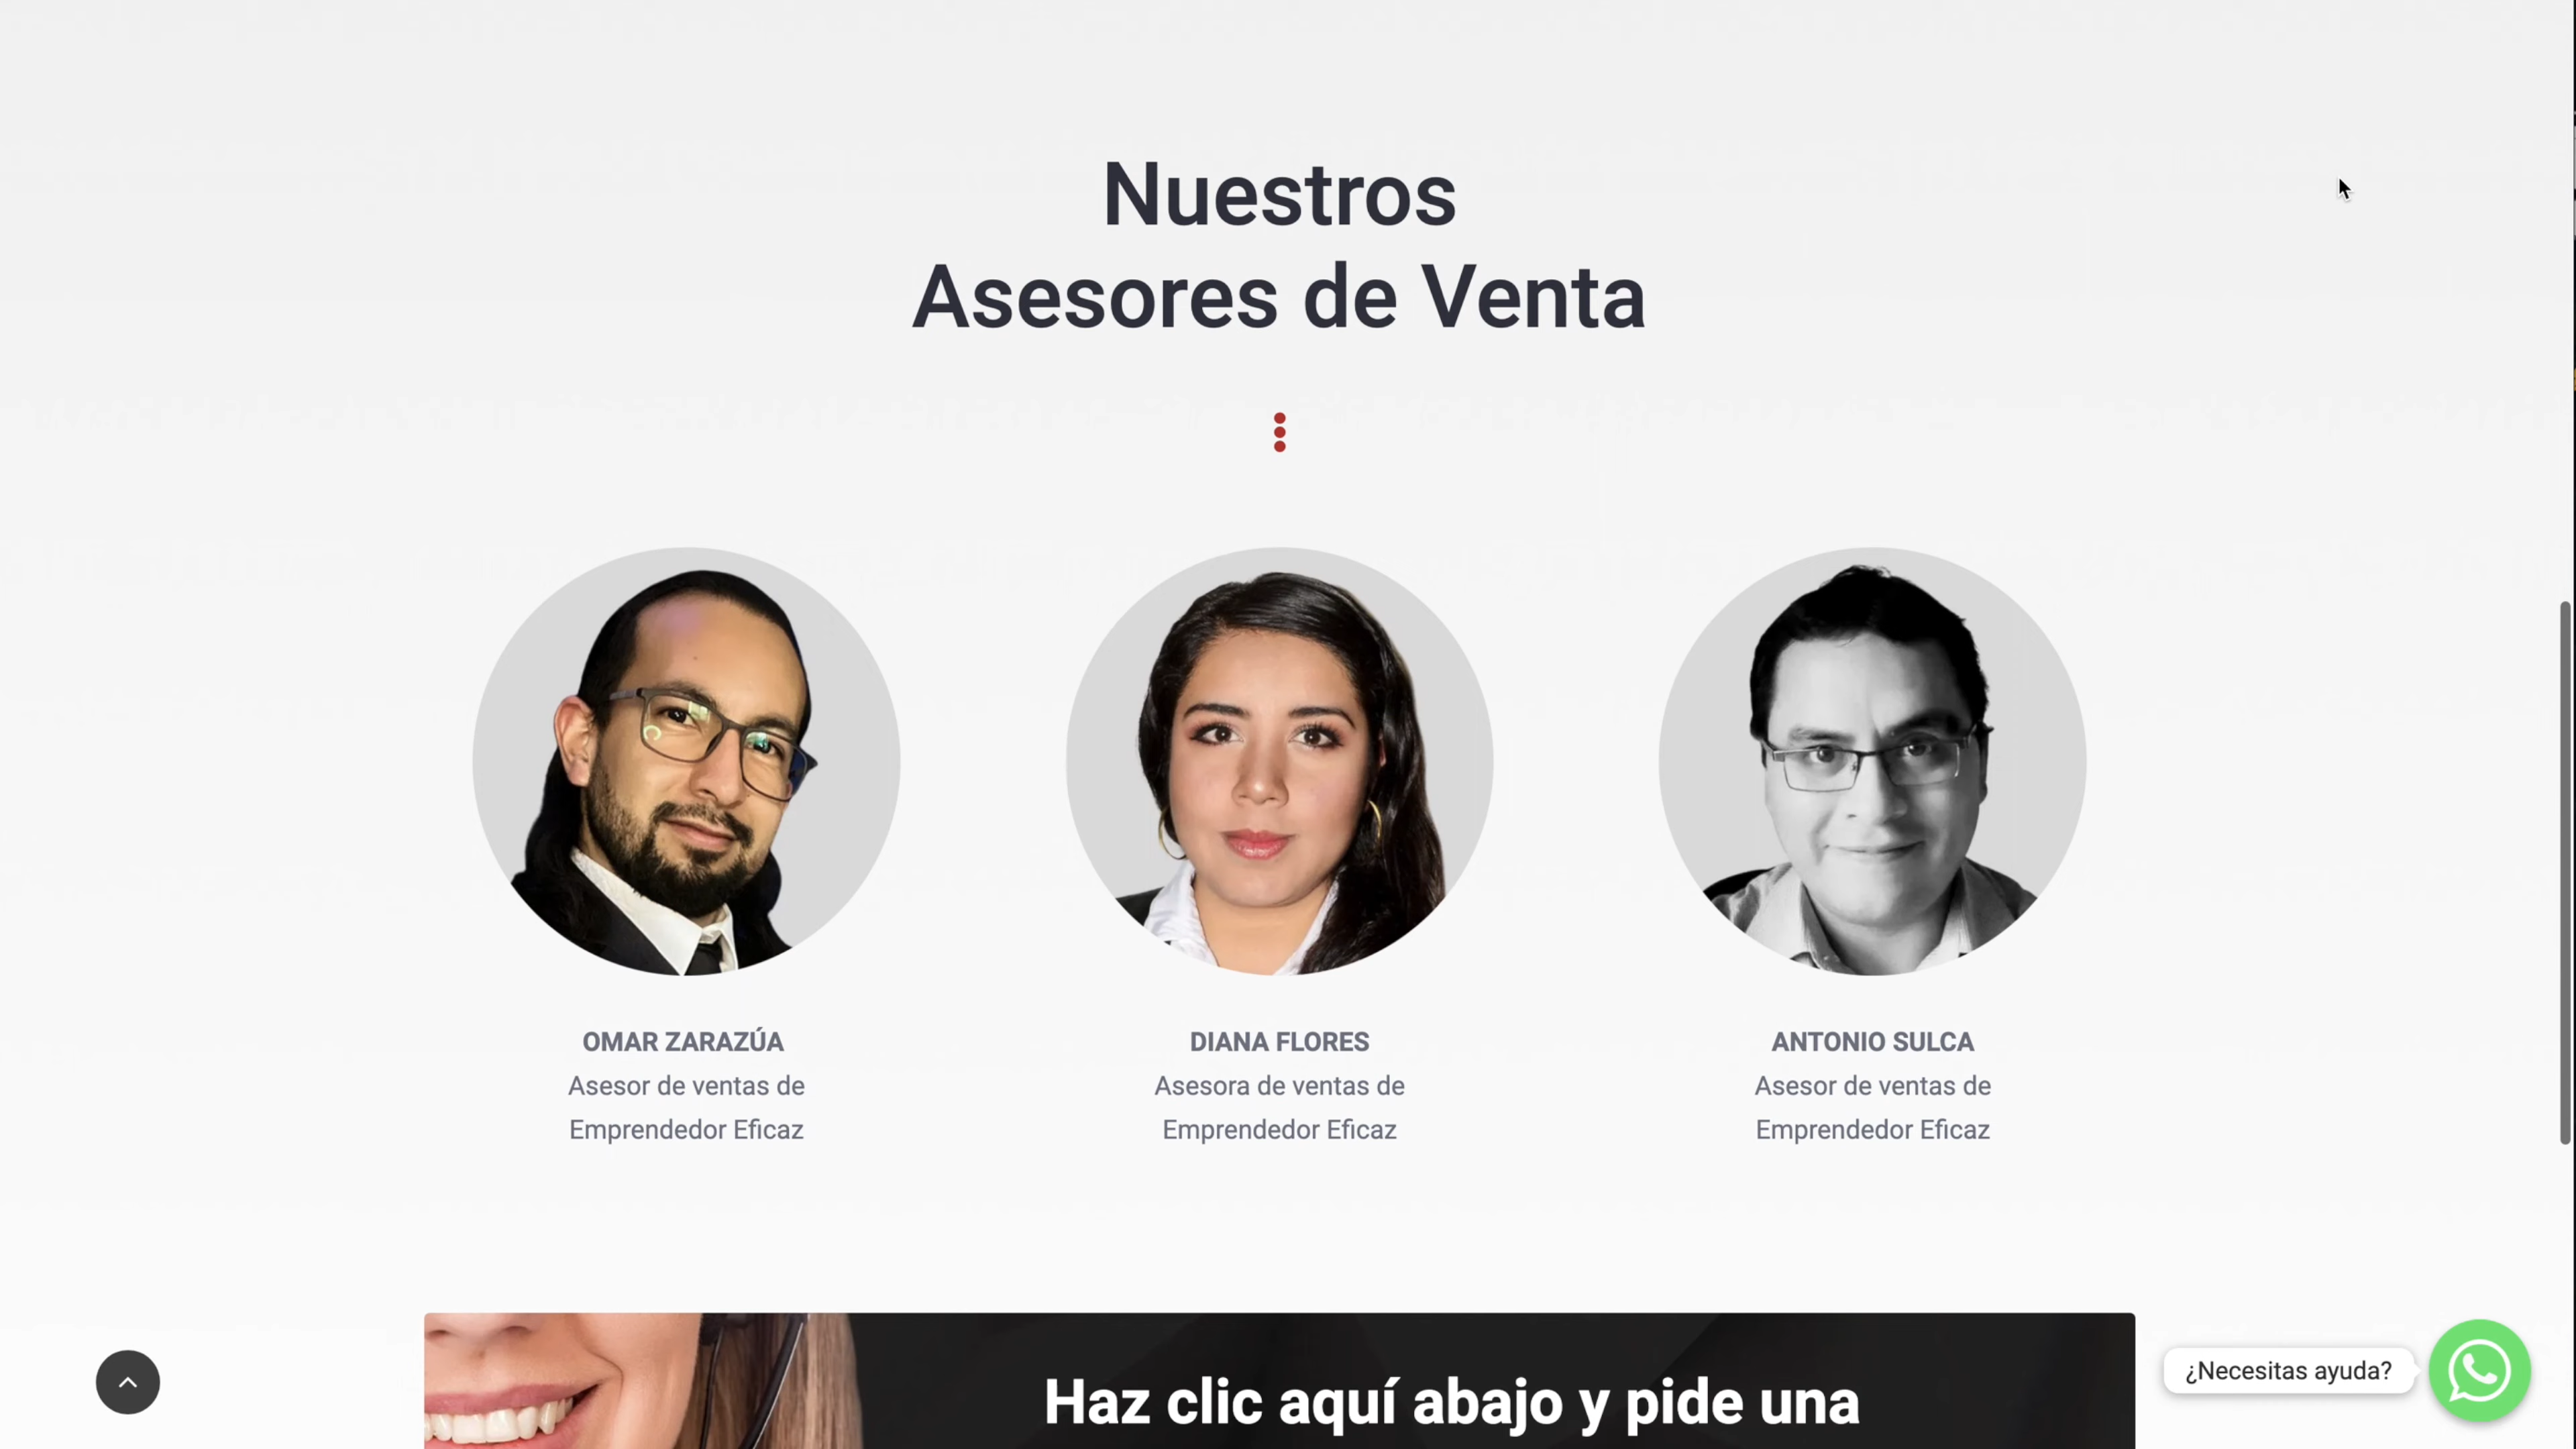 Nuestros
Asesores de Venta
OMAR ZARAZÚA
Asesor de ventas de
Emprendedor Eficaz
DIANA FLORES
Asesora de ventas de
Emprendedor Eficaz
ANTONIO SULCA
Asesor de ventas de
Emprendedor Eficaz
Haz clic aquí abajo y pide una
¿Necesitas ayuda?